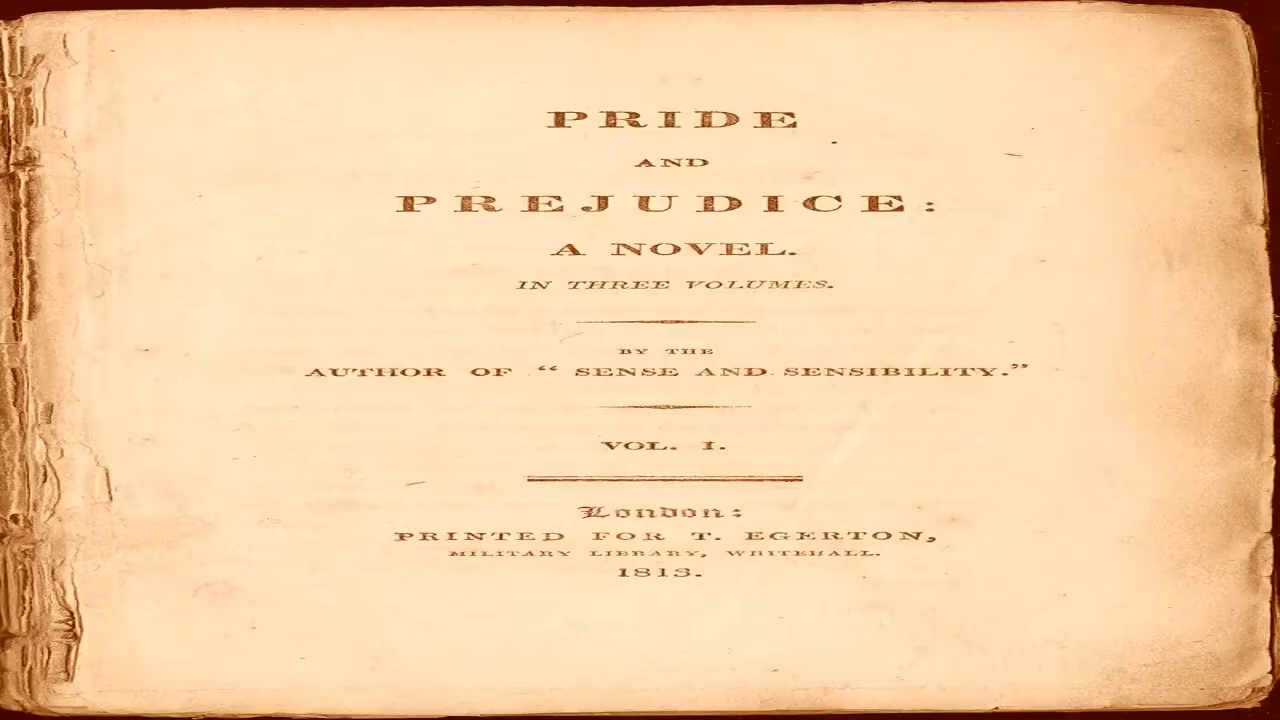 PRIDE
AND
PREJUDICE:
A NOVEL.
IN THREE VOLUMES.
BY THE
AUTHOR OF “ SENSE AND SENSIBILITY.”
VOL. I.
London:
PRINTED FOR T. EGERTON,
MILITARY LIBRARY, WHITEHALL.
1813.